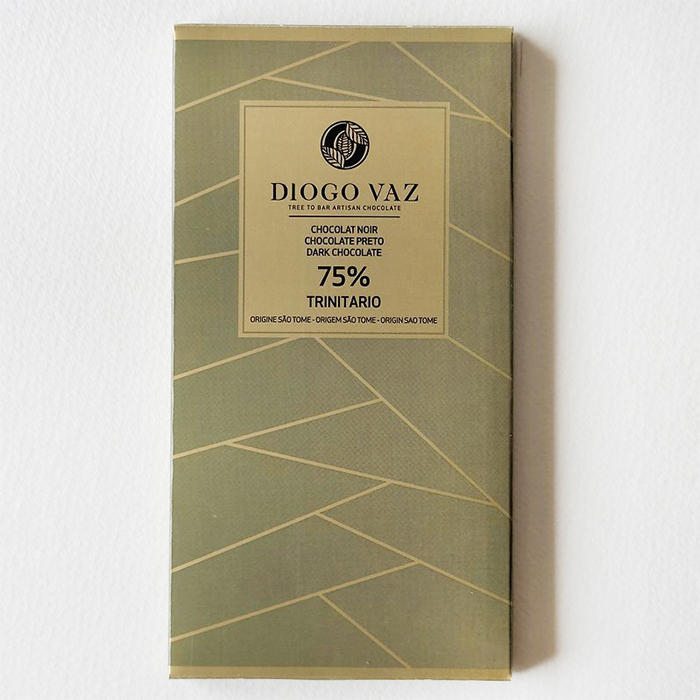 DIOGO VAZ
TREE TO BAR ARTISAN CHOCOLATE
CHOCOLAT NOIR
CHOCOLATE PRETO
DARK CHOCOLATE
75%
TRINITARIO
ORIGINE SÃO TOME - ORIGEM SÃO TOME - ORIGIN SAO TOME